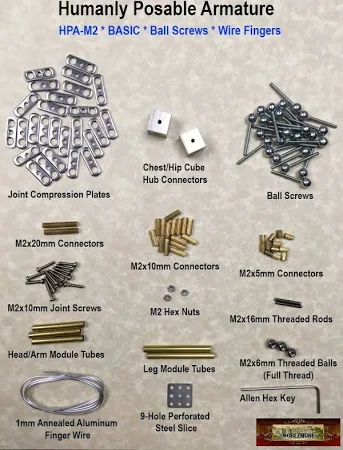 Humanly Posable Armature
HPA-M2 * BASIC * Ball Screws * Wire Fingers
Joint Compression Plates
Chest/Hip Cube
Hub Connectors
Ball Screws
M2x20mm Connectors
M2x10mm Connectors
M2x5mm Connectors
M2x10mm Joint Screws
M2 Hex Nuts
M2x16mm Threaded Rods
Head/Arm Module Tubes
Leg Module Tubes
M2x6mm Threaded Balls
(Full Thread)
1mm Annealed Aluminum
Finger Wire
9-Hole Perforated
Steel Slice
Allen Hex Key
MOREZMORE